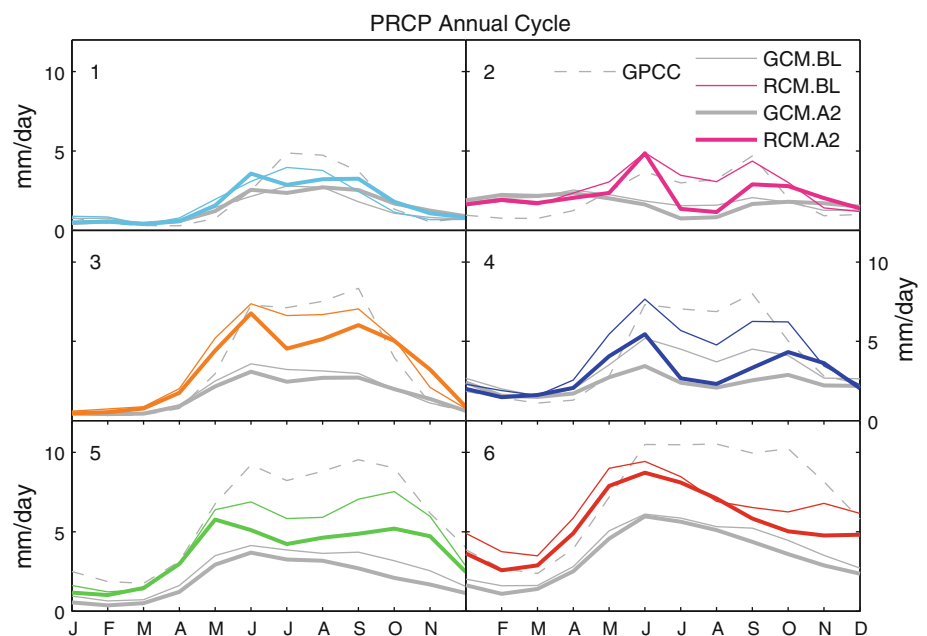 PRCP Annual Cycle
10 1 2 GPCC GCM.BL
RCM.BL
GCM.A2
RCM.A2
mm/day
5
0
3 4 10
5
mm/day
0
10 5 6
mm/day
5
0
J F M A M J J A S O N F M A M J J A S O N D